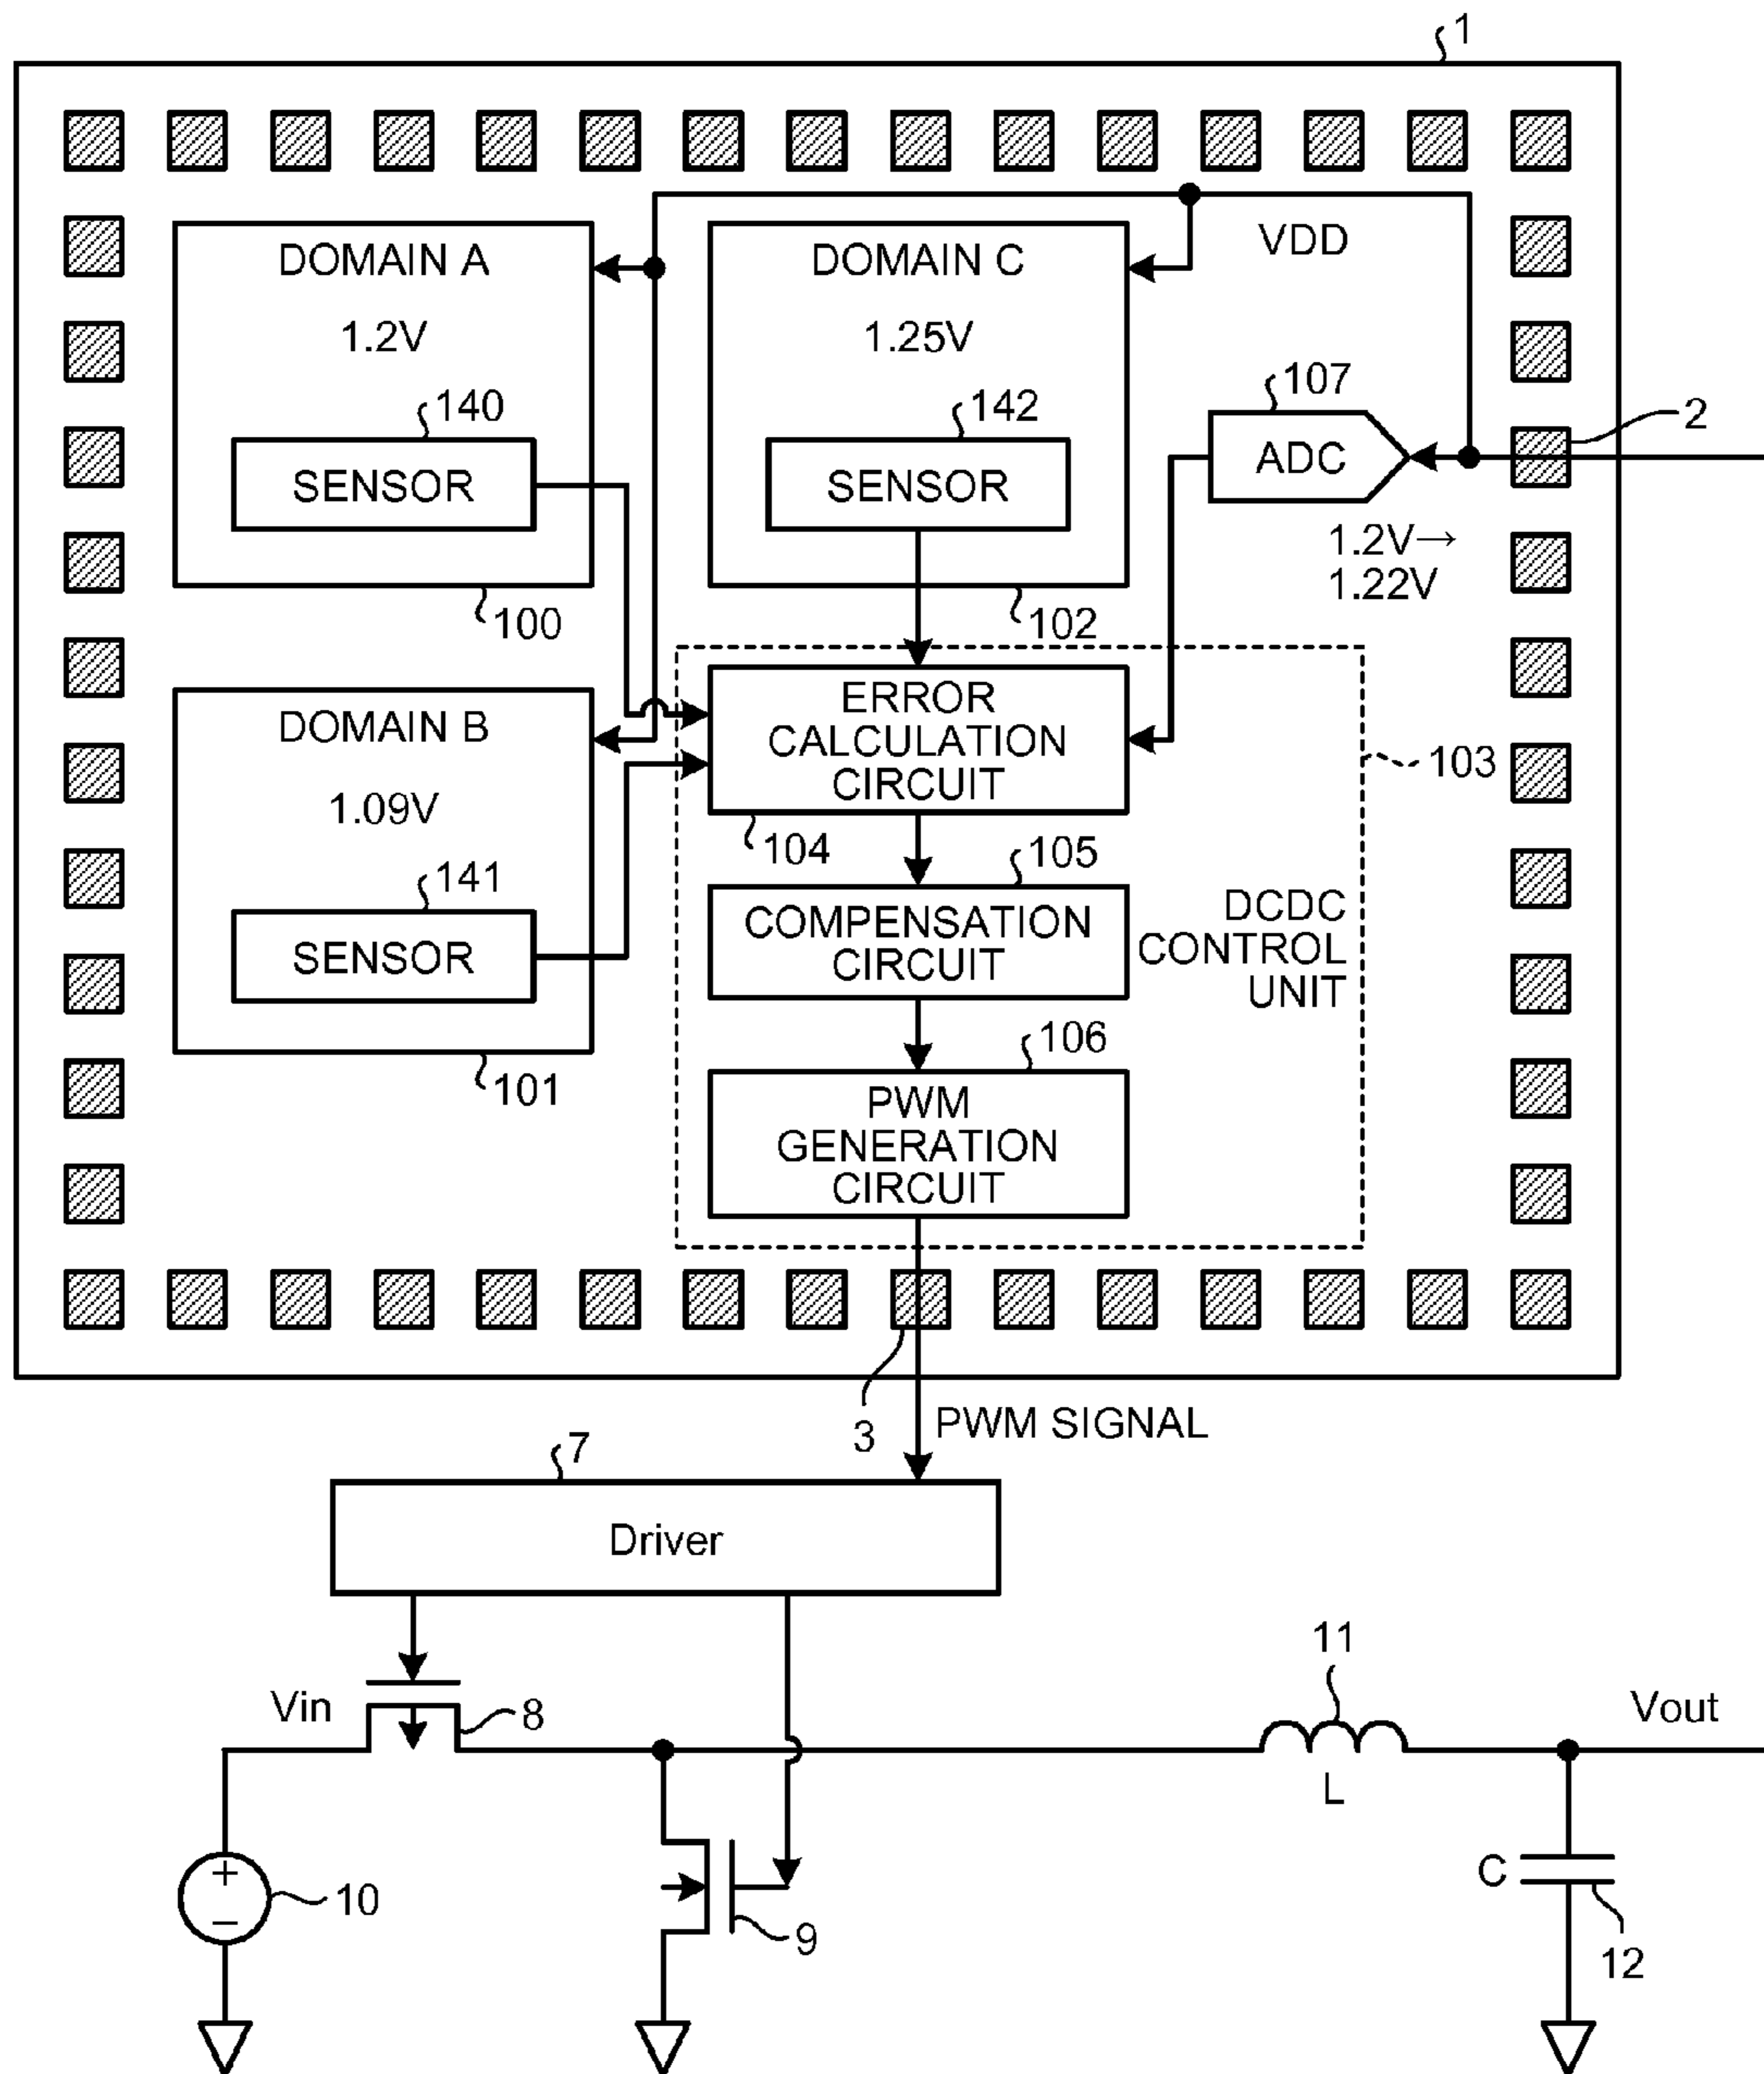 1
DOMAIN A
1.2V
140
SENSOR
100
DOMAIN C
1.25V
142
SENSOR
102
VDD
107
ADC
2
1.2V→
1.22V
DOMAIN B
1.09V
141
SENSOR
101
ERROR
CALCULATION
CIRCUIT
103
104
105
COMPENSATION
CIRCUIT
DCDC
CONTROL
UNIT
106
PWM
GENERATION
CIRCUIT
3
PWM SIGNAL
7
Driver
Vin
8
11
Vout
L
+
−
10
9
C
12